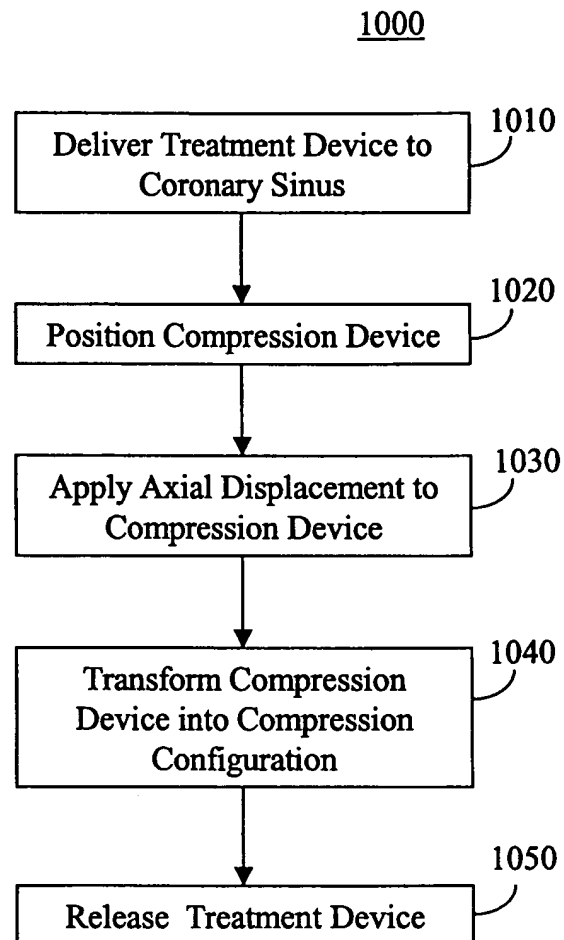 1000
1010
Deliver Treatment Device to
Coronary Sinus
1020
Position Compression Device
1030
Apply Axial Displacement to
Compression Device
1040
Transform Compression
Device into Compression
Configuration
1050
Release Treatment Device